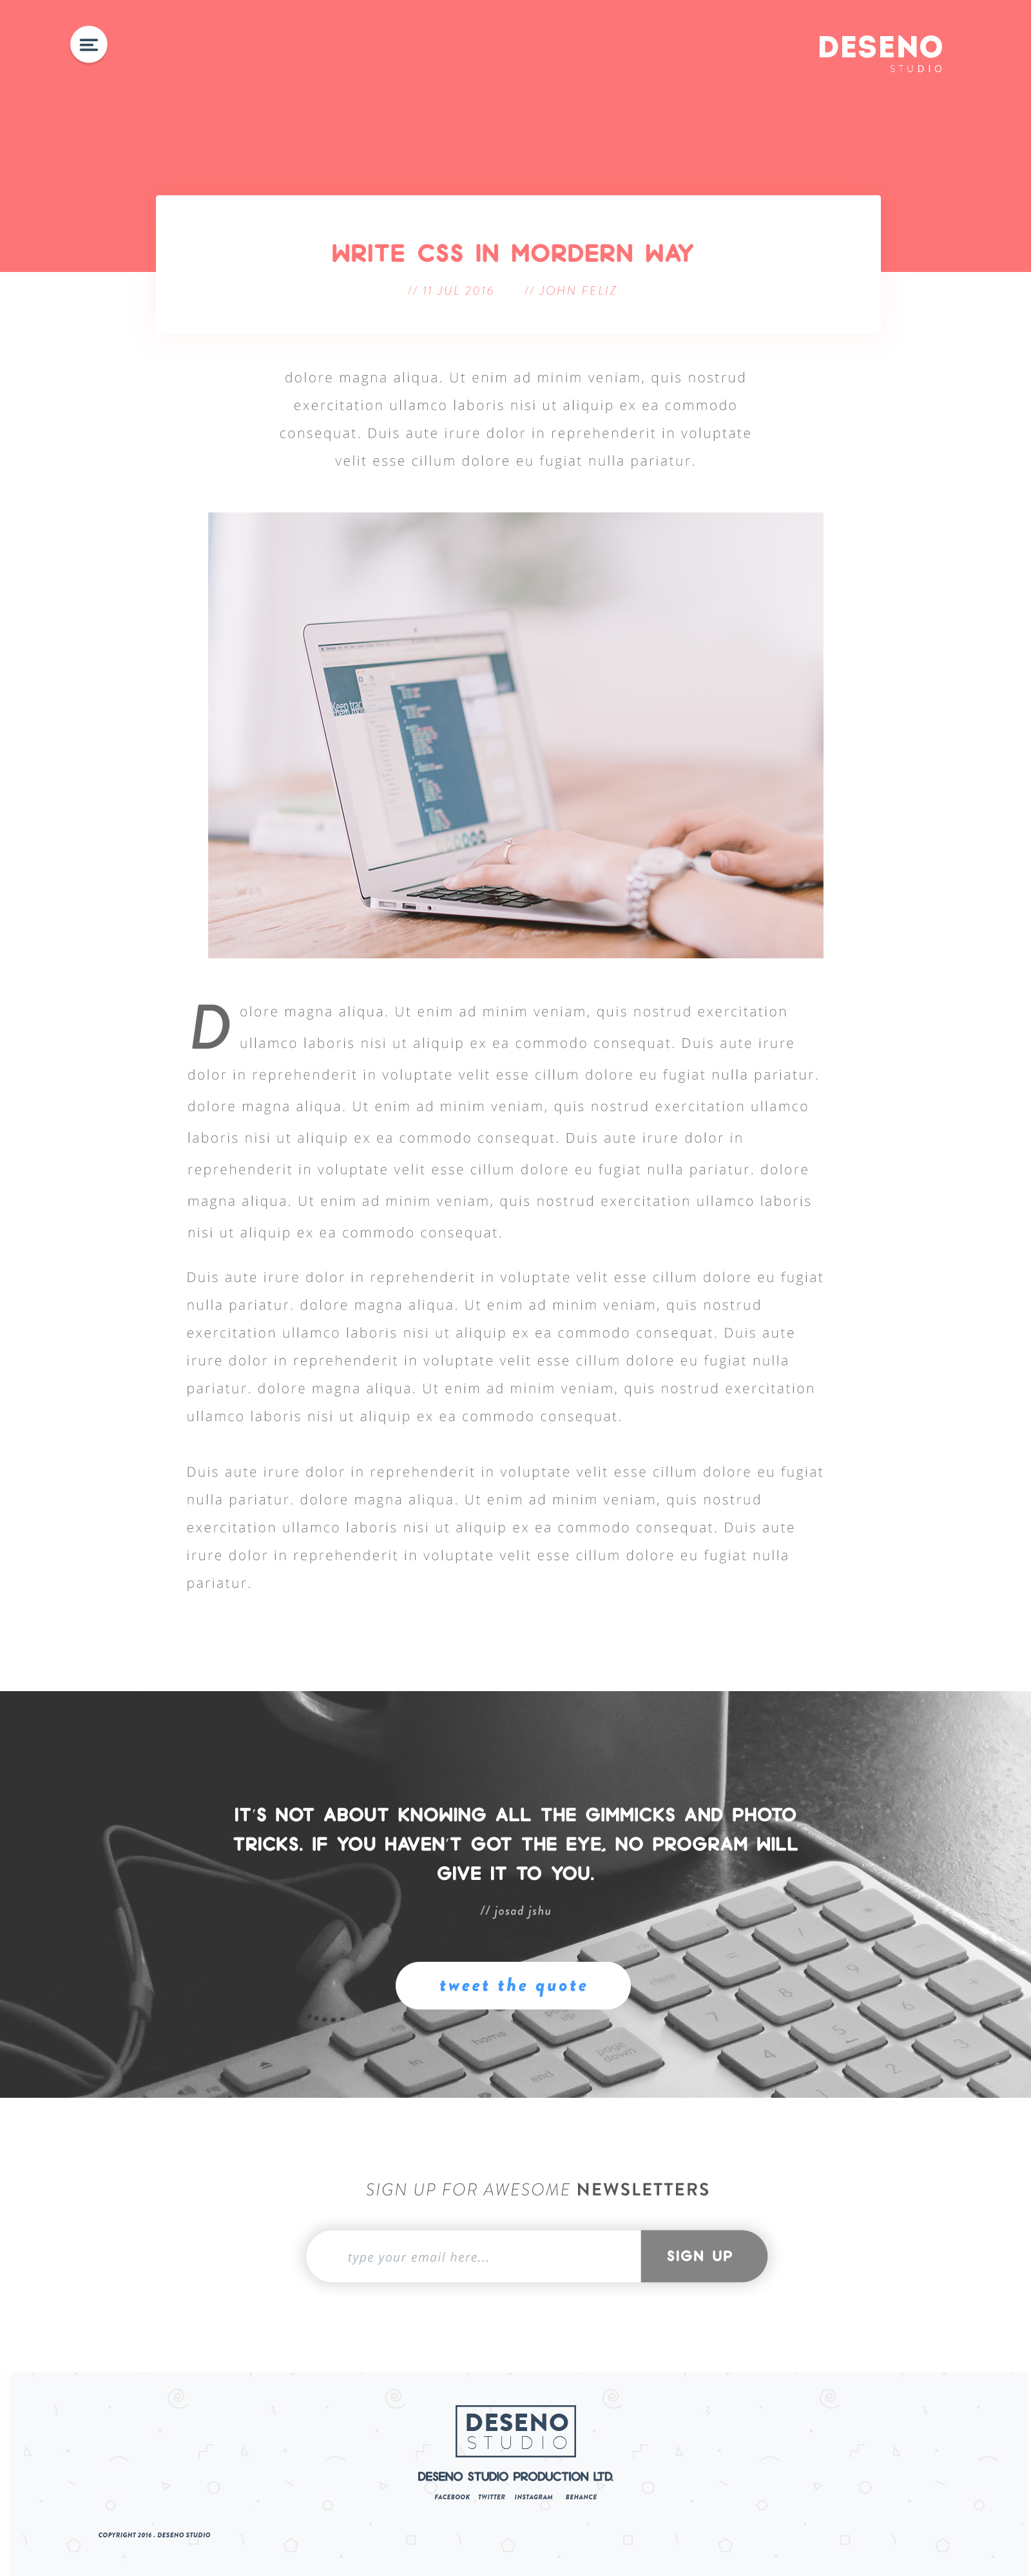 DESENO
STUDIO
WRITE CSS IN MORDERN WAY
// 11 JUL 2016 // JOHN FELIZ
dolore magna aliqua. Ut enim ad minim veniam, quis nostrud
exercitation ullamco laboris nisi ut aliquip ex ea commodo
consequat. Duis aute irure dolor in reprehenderit in voluptate
velit esse cillum dolore eu fugiat nulla pariatur.
Dolore magna aliqua. Ut enim ad minim veniam, quis nostrud exercitation
ullamco laboris nisi ut aliquip ex ea commodo consequat. Duis aute irure
dolor in reprehenderit in voluptate velit esse cillum dolore eu fugiat nulla pariatur.
dolore magna aliqua. Ut enim ad minim veniam, quis nostrud exercitation ullamco
laboris nisi ut aliquip ex ea commodo consequat. Duis aute irure dolor in
reprehenderit in voluptate velit esse cillum dolore eu fugiat nulla pariatur. dolore
magna aliqua. Ut enim ad minim veniam, quis nostrud exercitation ullamco laboris
nisi ut aliquip ex ea commodo consequat.
Duis aute irure dolor in reprehenderit in voluptate velit esse cillum dolore eu fugiat
nulla pariatur. dolore magna aliqua. Ut enim ad minim veniam, quis nostrud
exercitation ullamco laboris nisi ut aliquip ex ea commodo consequat. Duis aute
irure dolor in reprehenderit in voluptate velit esse cillum dolore eu fugiat nulla
pariatur. dolore magna aliqua. Ut enim ad minim veniam, quis nostrud exercitation
ullamco laboris nisi ut aliquip ex ea commodo consequat.
Duis aute irure dolor in reprehenderit in voluptate velit esse cillum dolore eu fugiat
nulla pariatur. dolore magna aliqua. Ut enim ad minim veniam, quis nostrud
exercitation ullamco laboris nisi ut aliquip ex ea commodo consequat. Duis aute
irure dolor in reprehenderit in voluptate velit esse cillum dolore eu fugiat nulla
pariatur.
IT'S NOT ABOUT KNOWING ALL THE GIMMICKS AND PHOTO
TRICKS. IF YOU HAVEN'T GOT THE EYE, NO PROGRAM WILL
GIVE IT TO YOU.
// josad jshu
tweet the quote
home
page up
end
page down
7
8
9
4
5
6
1
2
3
SIGN UP FOR AWESOME NEWSLETTERS
type your email here...
SIGN UP
DESENO
STUDIO
DESENO STUDIO PRODUCTION LTD.
FACEBOOK TWITTER INSTAGRAM BEHANCE
COPYRIGHT 2016 . DESENO STUDIO